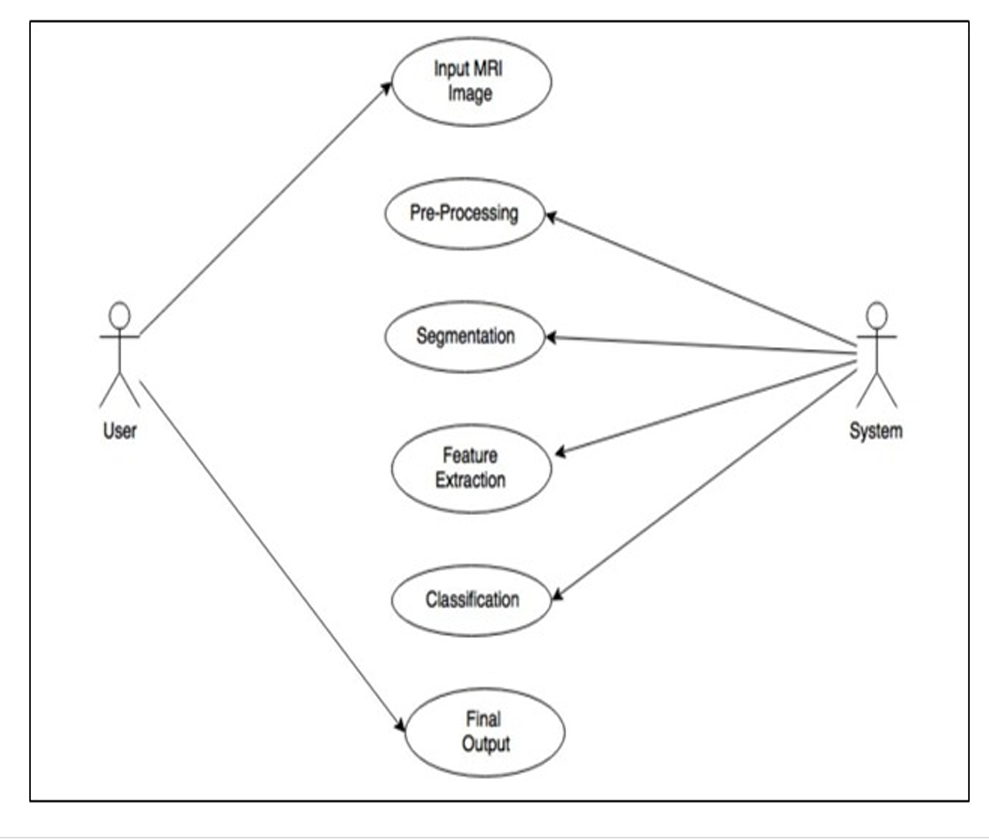 Input MRI
Image
Pre-Processing
Segmentation
User
System
Feature
Extraction
Classification
Final
Output